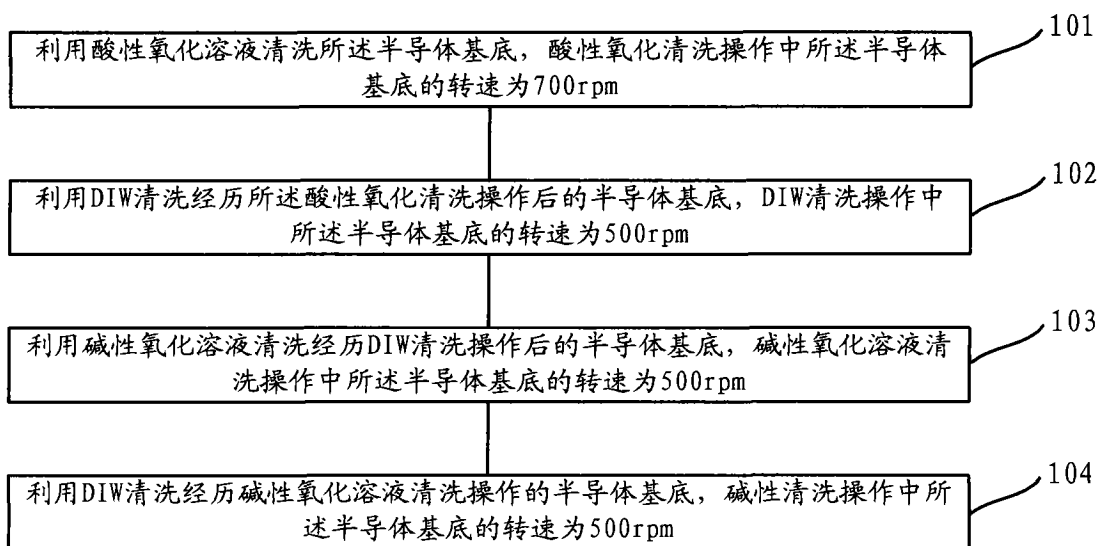 101
利用酸性氧化溶液清洗所述半导体基底，酸性氧化清洗操作中所述半导体
基底的转速为700rpm
102
利用DIW清洗经历所述酸性氧化清洗操作后的半导体基底，DIW清洗操作中
所述半导体基底的转速为500rpm
103
利用碱性氧化溶液清洗经历DIW清洗操作后的半导体基底，碱性氧化溶液清
洗操作中所述半导体基底的转速为500rpm
104
利用DIW清洗经历碱性氧化溶液清洗操作的半导体基底，碱性清洗操作中所
述半导体基底的转速为500rpm